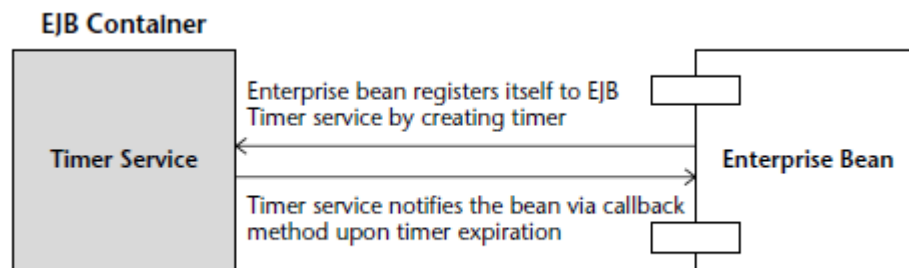 EJB Container
Enterprise bean registers itself to EJB
Timer service by creating timer
Timer Service
Enterprise Bean
Timer service notifies the bean via callback
method upon timer expiration